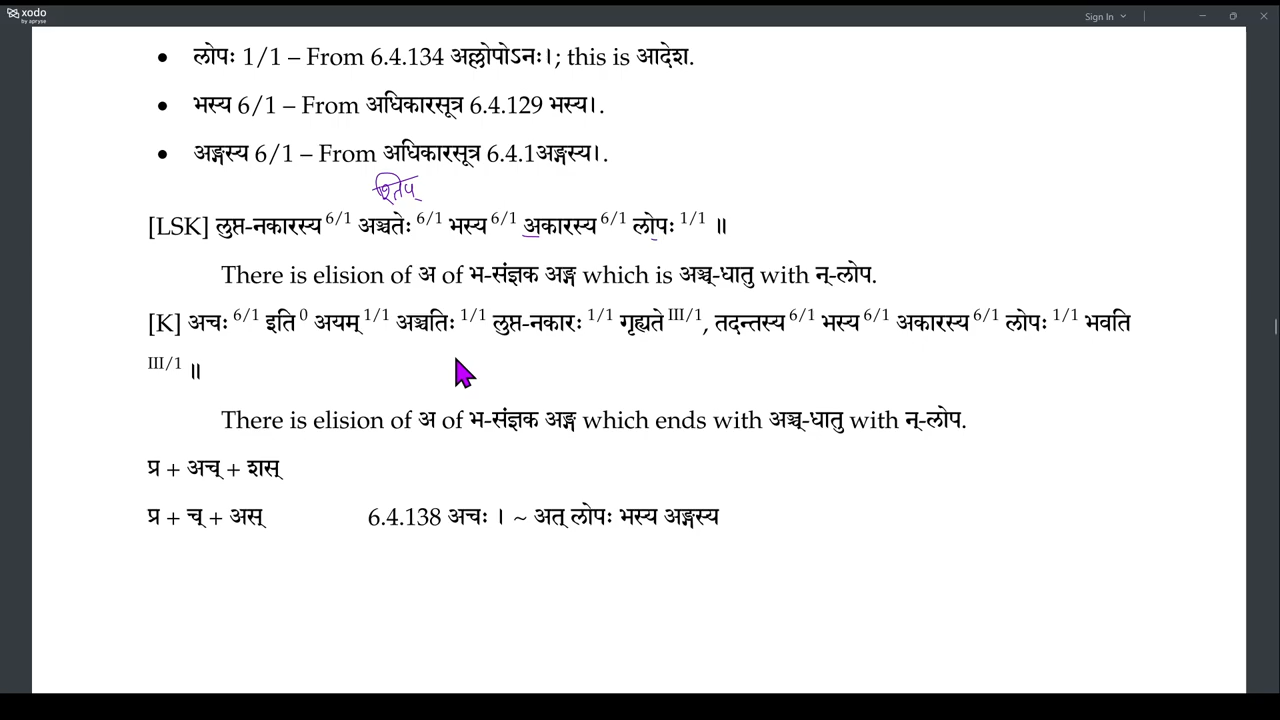 xodo
by apryse
Sign In
• लोपः 1/1 – From 6.4.134 अल्लोपोऽनः।; this is आदेश.
• भस्य 6/1 – From अधिकारसूत्र 6.4.129 भस्य।.
• अङ्गस्य 6/1 – From अधिकारसूत्र 6.4.1अङ्गस्य।.
श्तिप्
[LSK] लुप्त-नकारस्य 6/1 अञ्चतेः 6/1 भस्य 6/1 अकारस्य 6/1 लोपः 1/1 ॥
There is elision of अ of भ-संज्ञक अङ्ग which is अञ्च्-धातु with न्-लोप.
[K] अचः 6/1 इति 0 अयम् 1/1 अञ्चतिः 1/1 लुप्त-नकारः 1/1 गृह्यते III/1, तदन्तस्य 6/1 भस्य 6/1 अकारस्य 6/1 लोपः 1/1 भवति
III/1 ॥
There is elision of अ of भ-संज्ञक अङ्ग which ends with अञ्च्-धातु with न्-लोप.
प्र + अच् + शस्
प्र + च् + अस् 6.4.138 अचः । ~ अत् लोपः भस्य अङ्गस्य